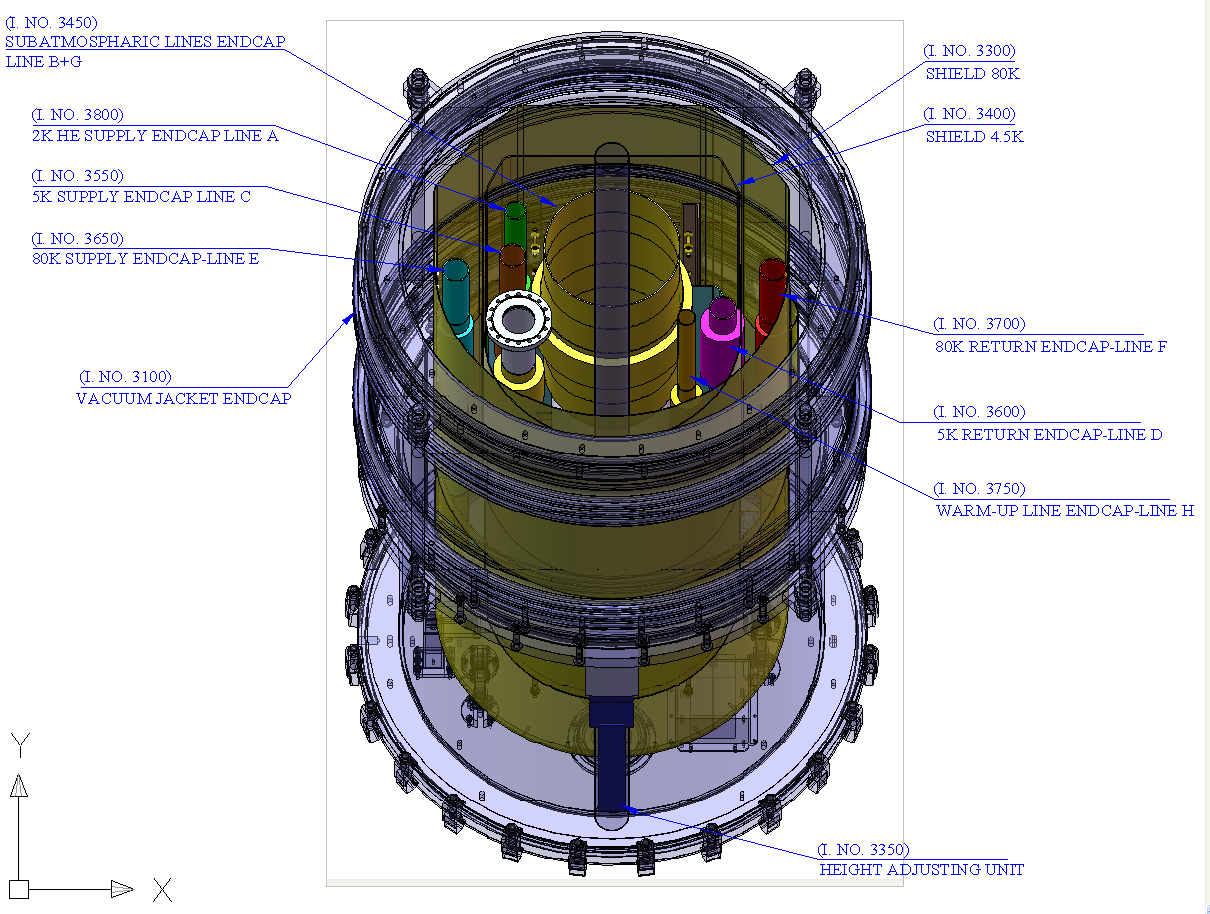 (I. NO. 3450)
SUBATMOSPHARIC LINES ENDCAP
LINE B+G
(I. NO. 3800)
2K HE SUPPLY ENDCAP LINE A
(I. NO. 3550)
5K SUPPLY ENDCAP LINE C
(I. NO. 3650)
80K SUPPLY ENDCAP-LINE E
(I. NO. 3100)
VACUUM JACKET ENDCAP
(I. NO. 3300)
SHIELD 80K
(I. NO. 3400)
SHIELD 4.5K
(I. NO. 3700)
80K RETURN ENDCAP-LINE F
(I. NO. 3600)
5K RETURN ENDCAP-LINE D
(I. NO. 3750)
WARM-UP LINE ENDCAP-LINE H
(I. NO. 3350)
HEIGHT ADJUSTING UNIT
Y
X